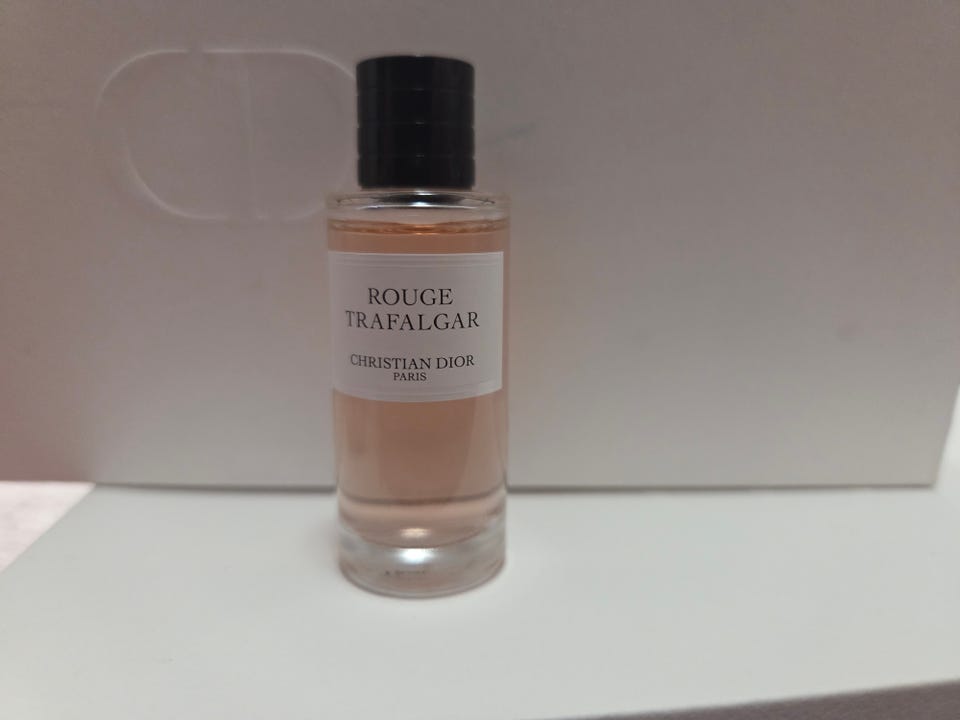 ROUGE
TRAFALGAR
CHRISTIAN DIOR
PARIS